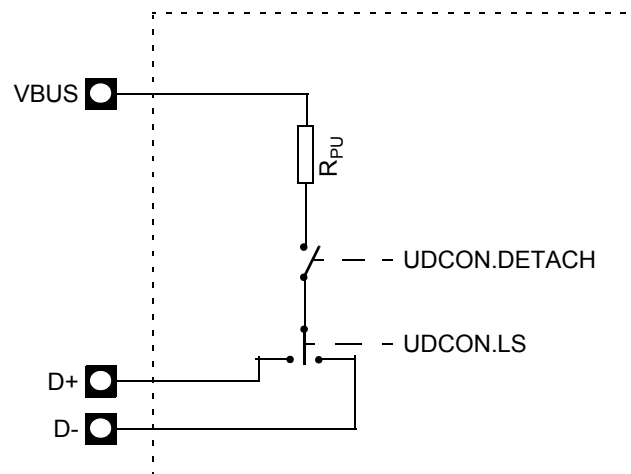 VBUS
RPU
UDCON.DETACH
UDCON.LS
D+
D-